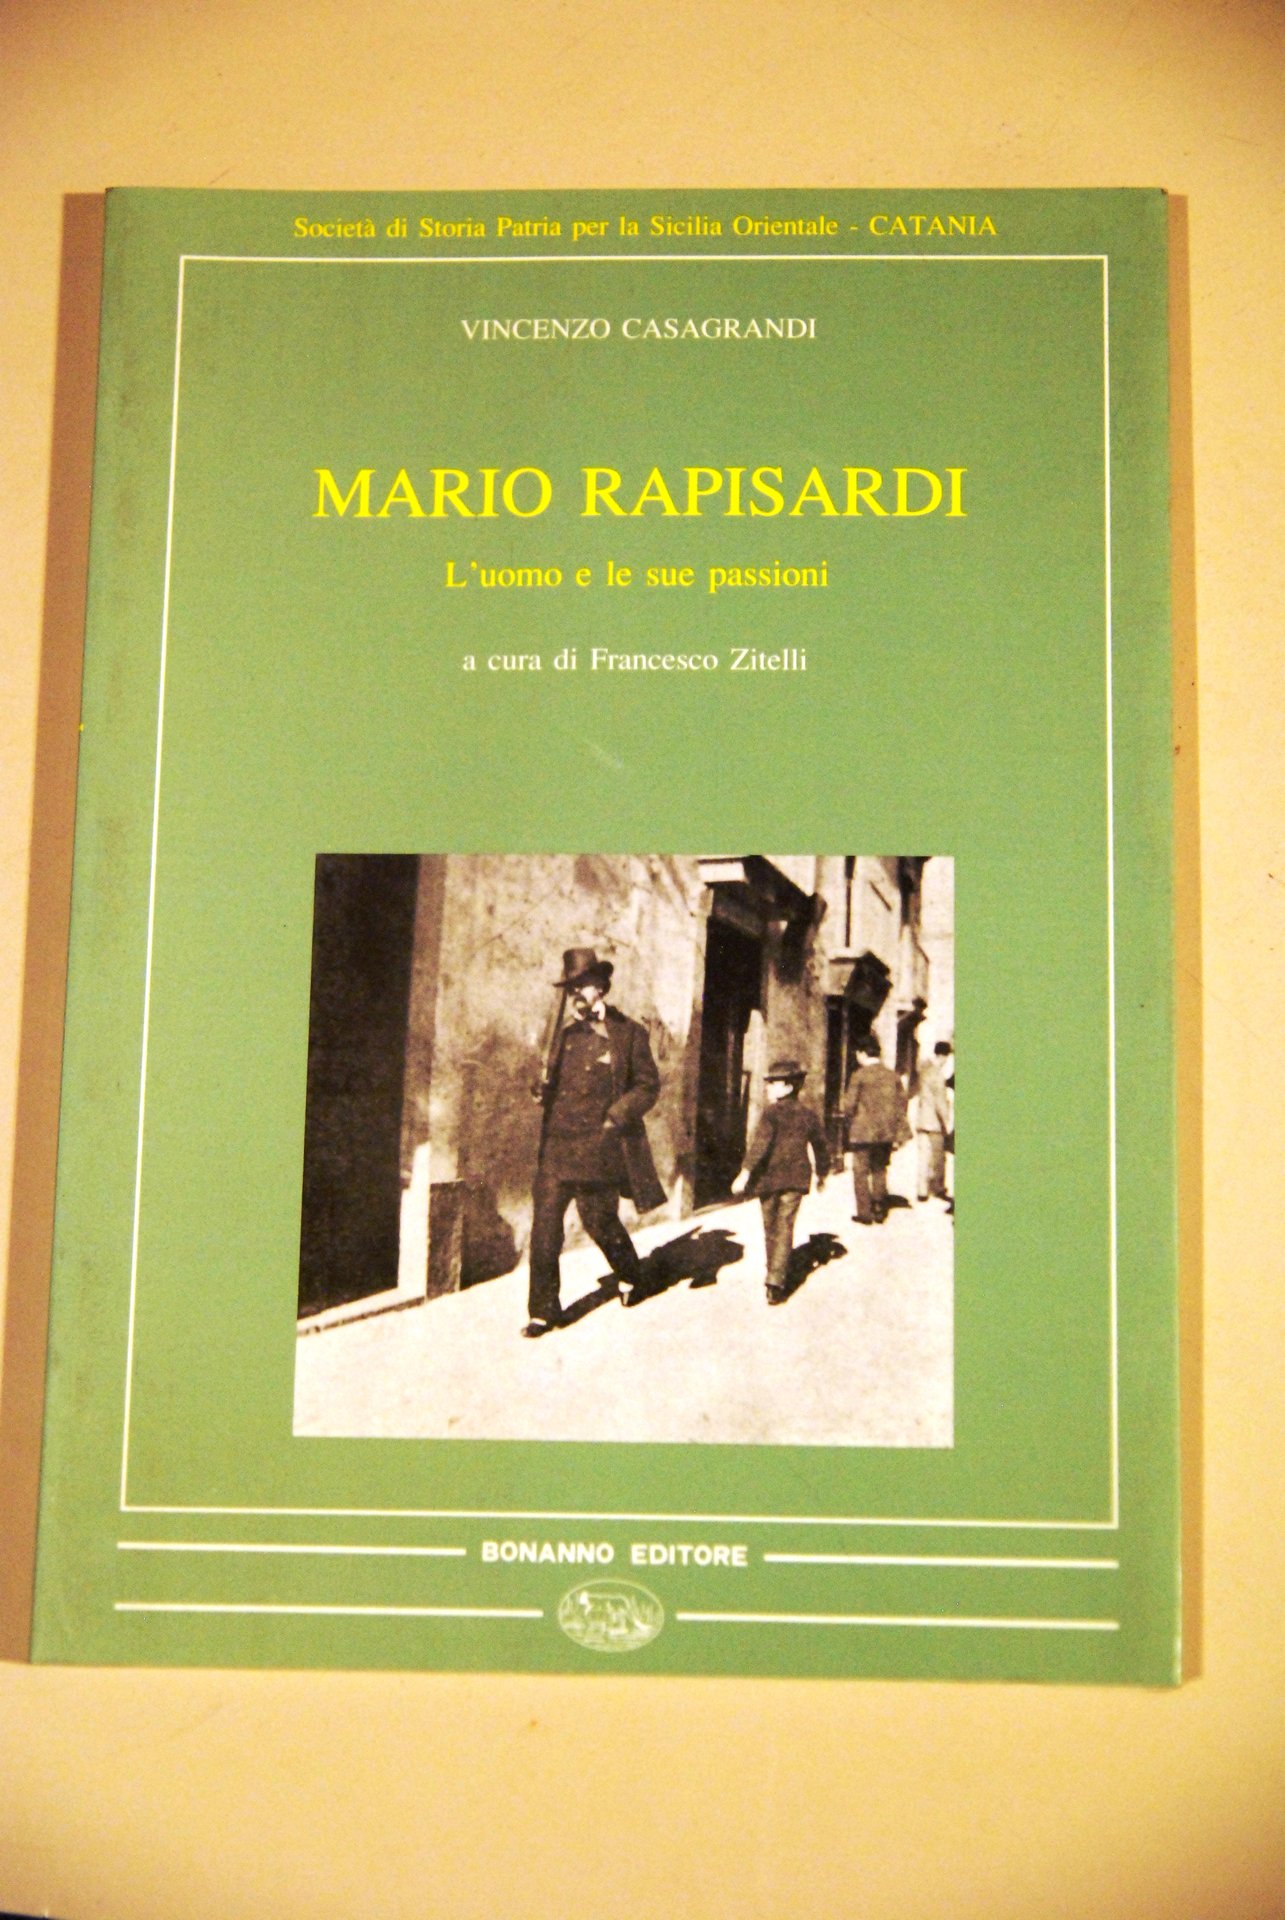 Società di Storia Patria per la Sicilia Orientale - CATANIA
VINCENZO CASAGRANDI
MARIO RAPISARDI
L'uomo e le sue passioni
a cura di Francesco Zitelli
BONANNO EDITORE